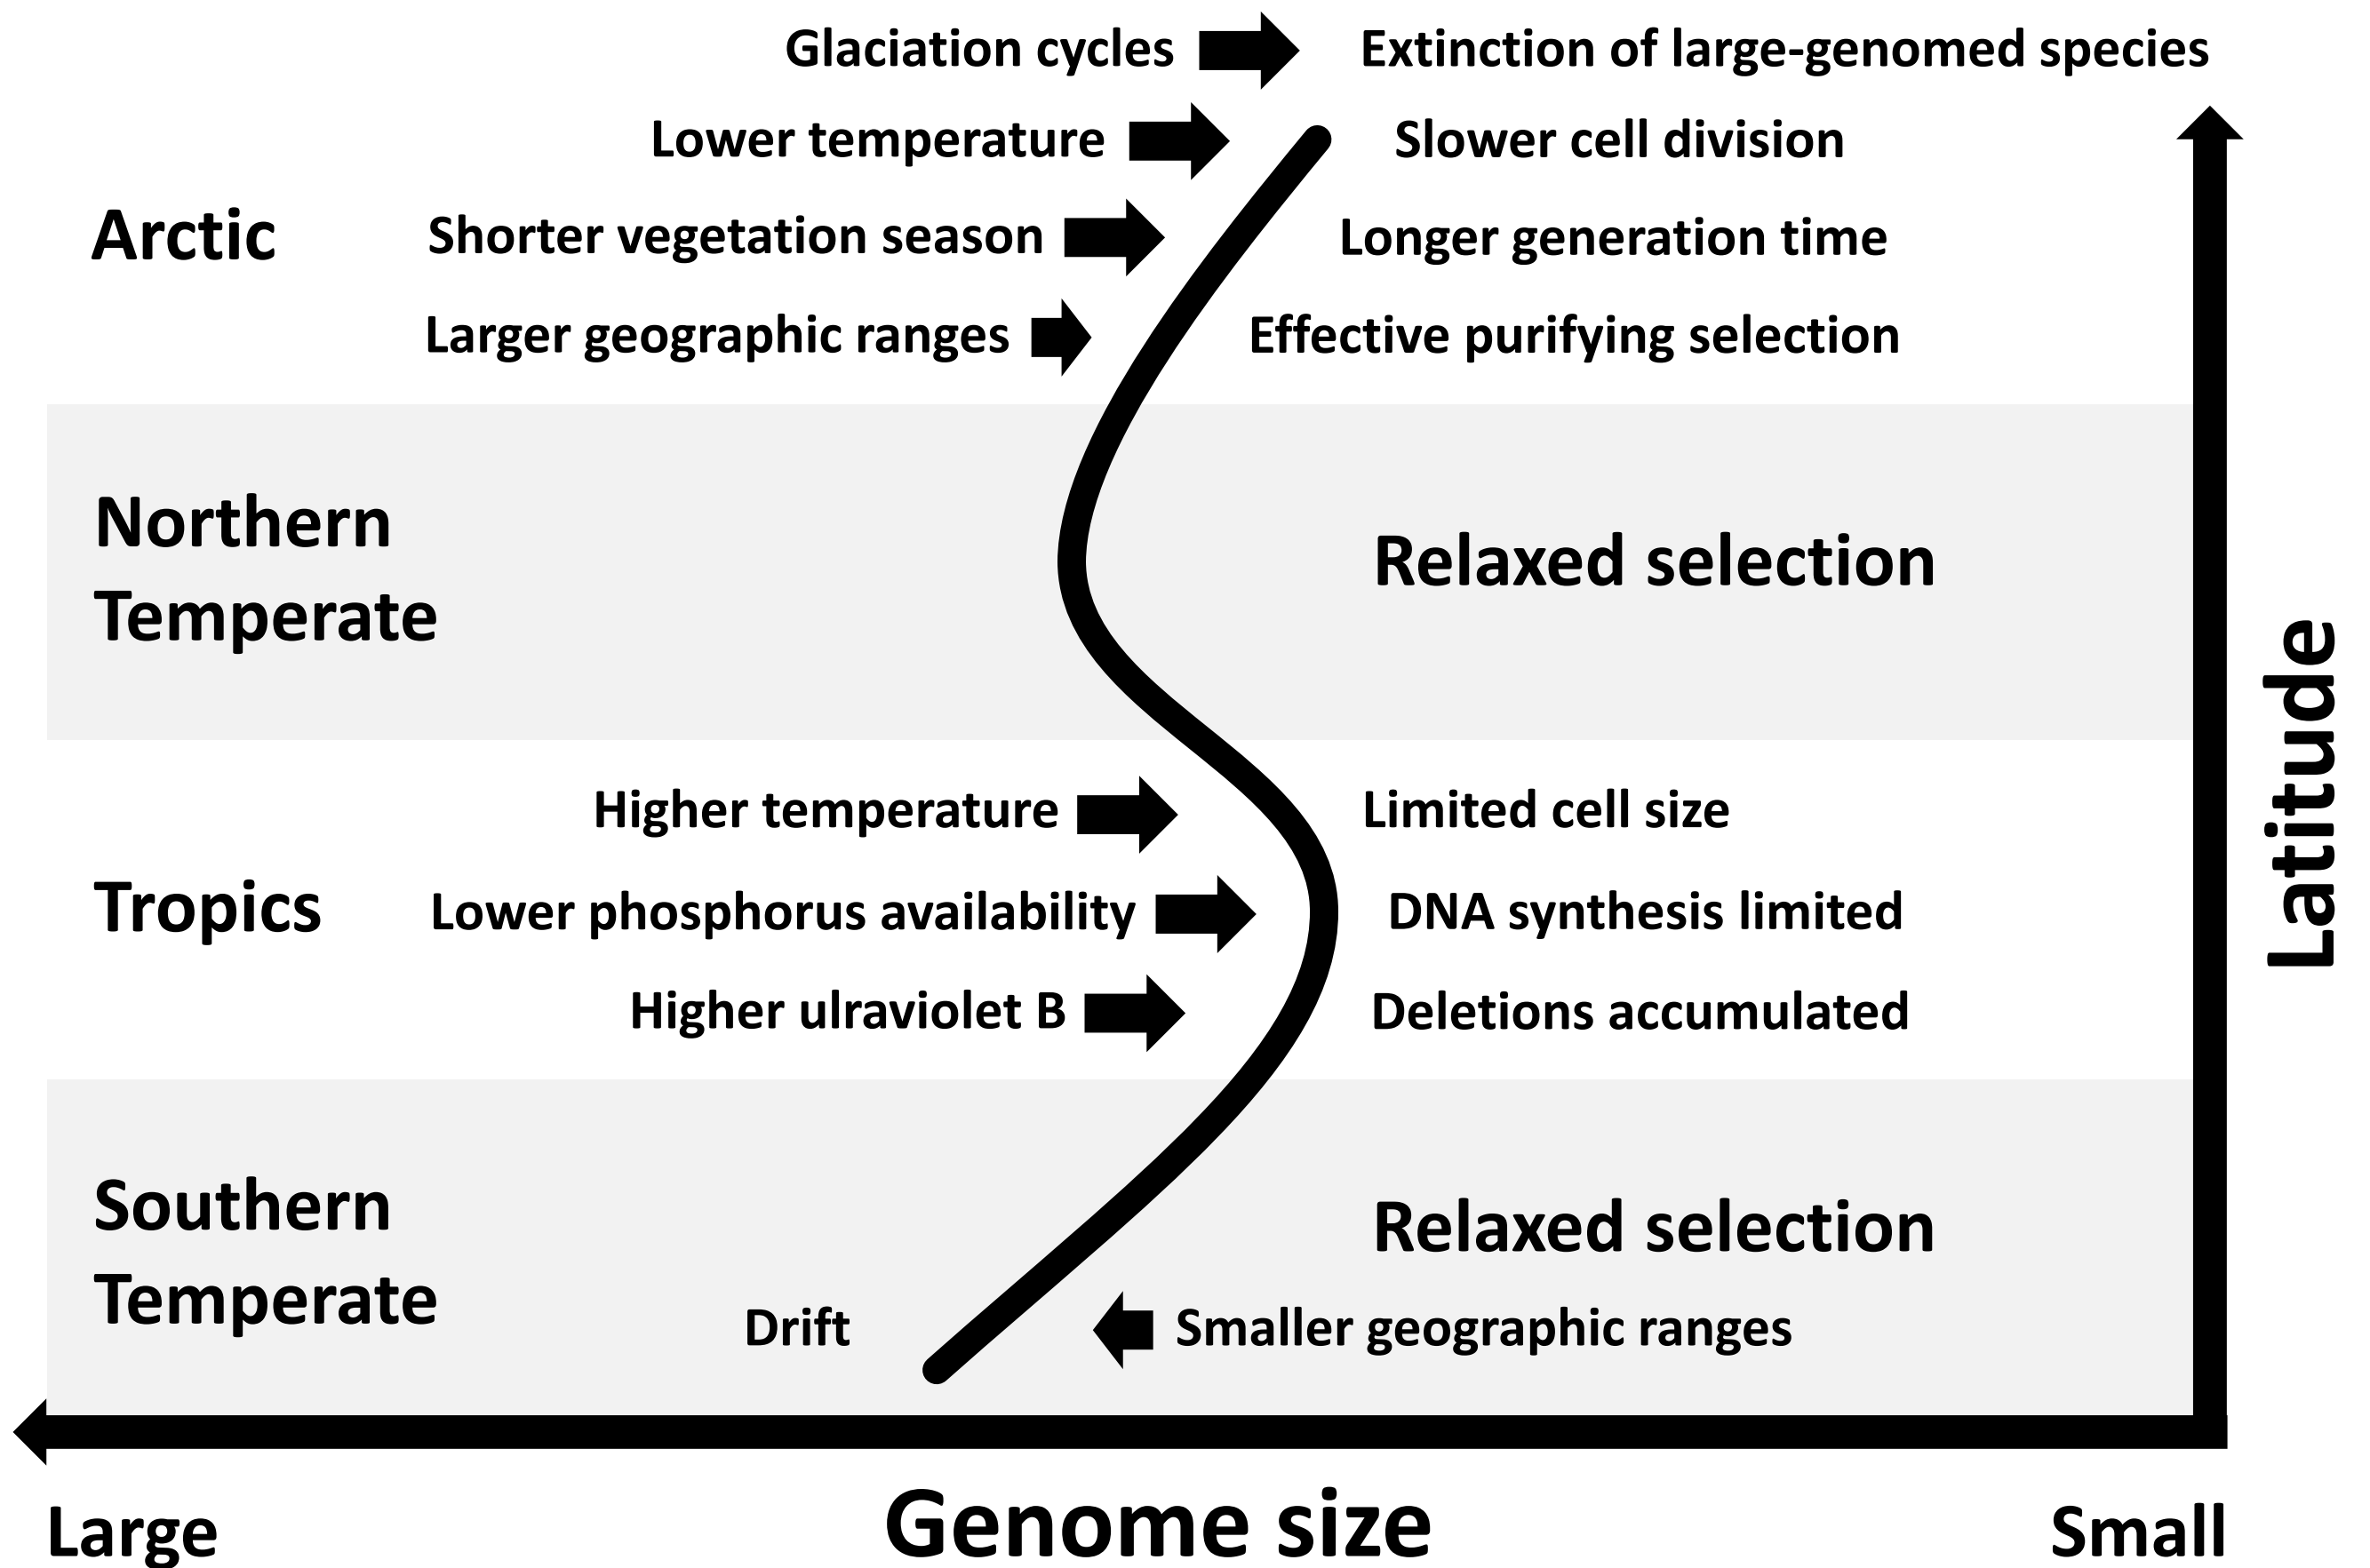 Glaciation cycles Extinction of large-genomed species
Lower temperature Slower cell division
Arctic Shorter vegetation season Longer generation time
Larger geographic ranges Effective purifying selection
Northern
Temperate
Relaxed selection
Higher temperature Limited cell size
Tropics Lower phosphorus availability DNA synthesis limited
Higher ulraviolet B Deletions accumulated
Southern
Temperate
Relaxed selection
Drift Smaller geographic ranges
Latitude
Large Genome size Small